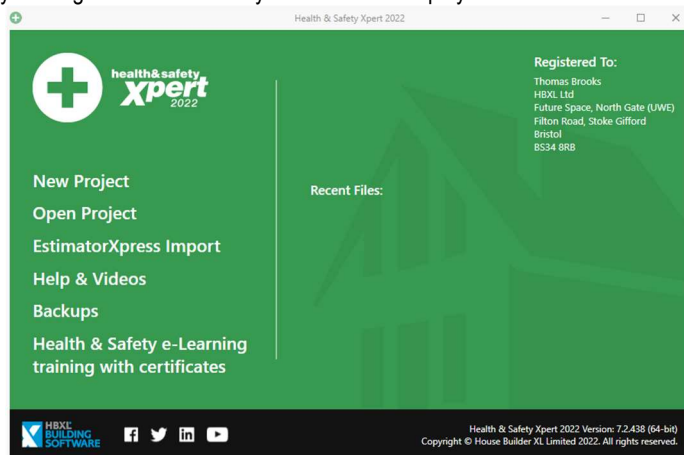 Health & Safety Xpert 2022
health&safety
xpert
2022
Registered To:
Thomas Brooks
HBXL Ltd
Future Space, North Gate (UWE)
Filton Road, Stoke Gifford
Bristol
BS34 8RB
New Project
Open Project
EstimatorXpress Import
Help & Videos
Backups
Health & Safety e-Learning
training with certificates
Recent Files:
HBXL
BUILDING
SOFTWARE
Health & Safety Xpert 2022 Version: 7.2.438 (64-bit)
Copyright © House Builder XL Limited 2022. All rights reserved.